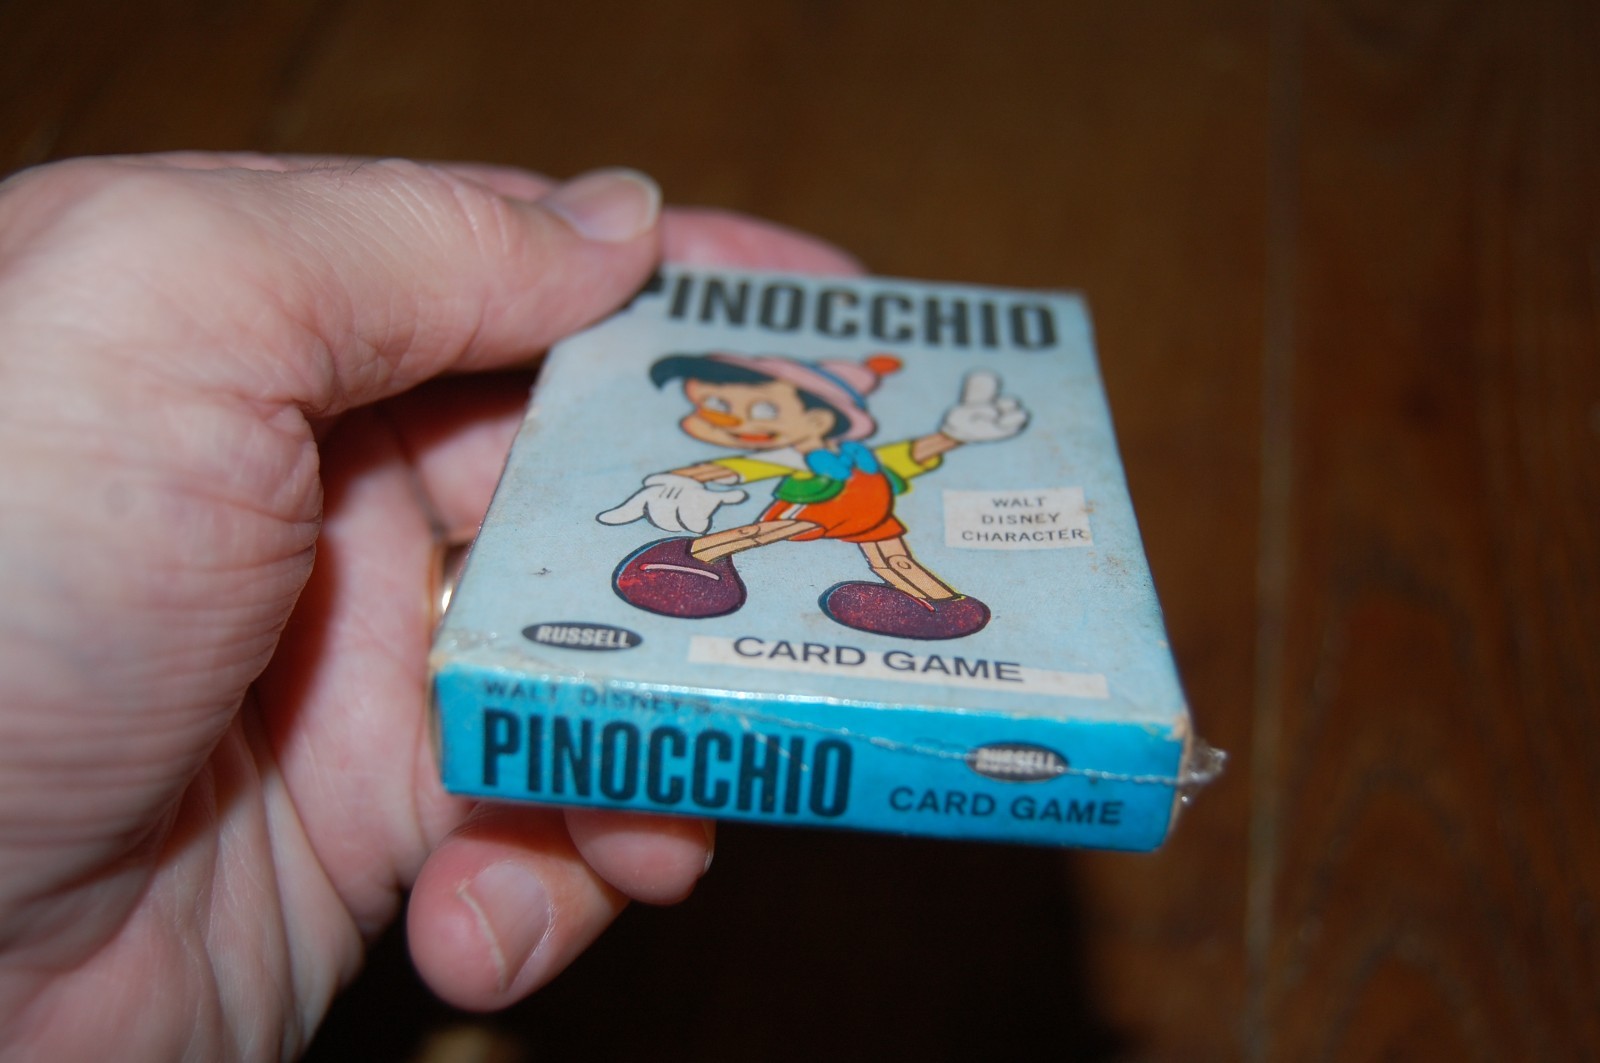 PINOCCHIO
WALT
DISNEY
CHARACTER
RUSSELL
CARD GAME
WALT DISNEY'S
PINOCCHIO
RUSSELL
CARD GAME